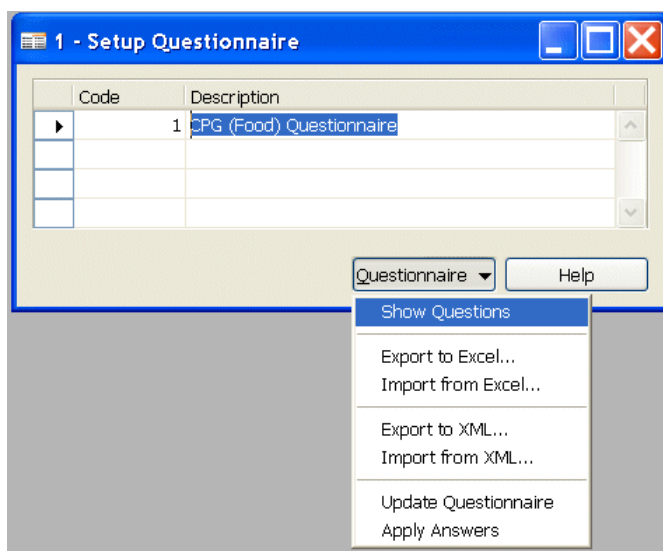 1 - Setup Questionnaire
Code Description
1 CPG (Food) Questionnaire
Questionnaire Help
Show Questions
Export to Excel...
Import from Excel...
Export to XML...
Import from XML...
Update Questionnaire
Apply Answers